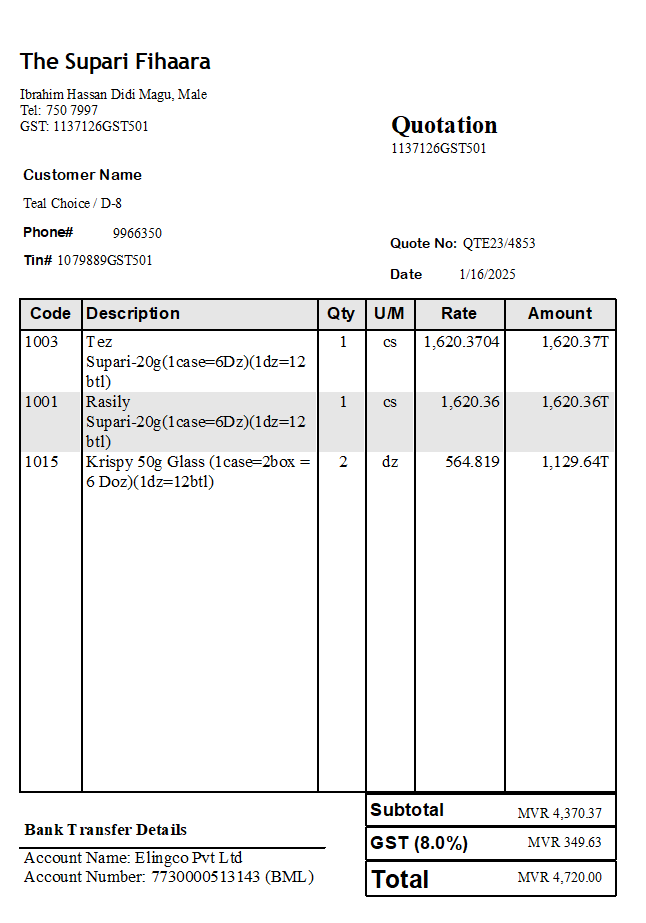 The Supari Fihaara
Ibrahim Hassan Didi Magu, Male
Tel: 750 7997
GST: 1137126GST501
Quotation
1137126GST501
Customer Name
Teal Choice / D-8
Phone# 9966350
Tin# 1079889GST501
Quote No: QTE23/4853
Date 1/16/2025
Code Description Qty U/M Rate Amount
1003 Tez 1 cs 1,620.3704 1,620.37T
Supari-20g(1case=6Dz)(1dz=12
btl)
1001 Rasily 1 cs 1,620.36 1,620.36T
Supari-20g(1case=6Dz)(1dz=12
btl)
1015 Krispy 50g Glass (1case=2box = 2 dz 564.819 1,129.64T
6 Doz)(1dz=12btl)
Subtotal MVR 4,370.37
GST (8.0%) MVR 349.63
Total MVR 4,720.00
Bank Transfer Details
Account Name: Elingco Pvt Ltd
Account Number: 7730000513143 (BML)